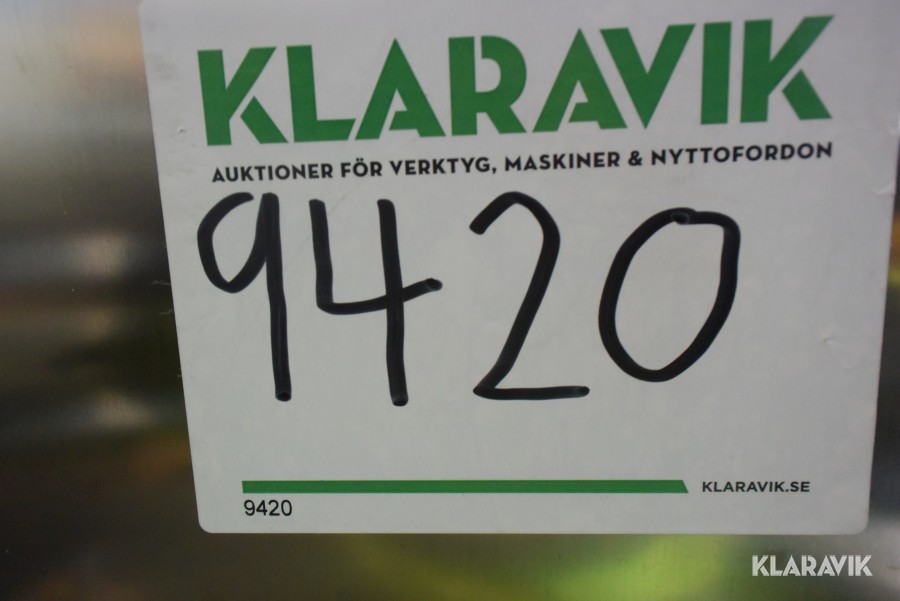 KLARAVIK
AUKTIONER FÖR VERKTYG, MASKINER & NYTTOFORDON
9420
KLARAVIK.SE
9420
KLARAVIK